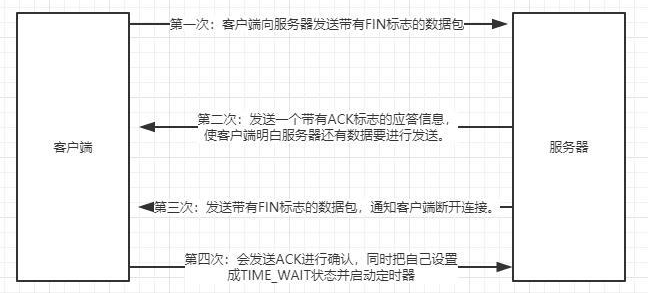 第一次：客户端向服务器发送带有FIN标志的数据包
第二次：发送一个带有ACK标志的应答信息，
使客户端明白服务器还有数据要进行发送。
客户端
服务器
第三次：发送带有FIN标志的数据包，通知客户端断开连接。
第四次：会发送ACK进行确认，同时把自己设置
成TIME_WAIT状态并启动定时器